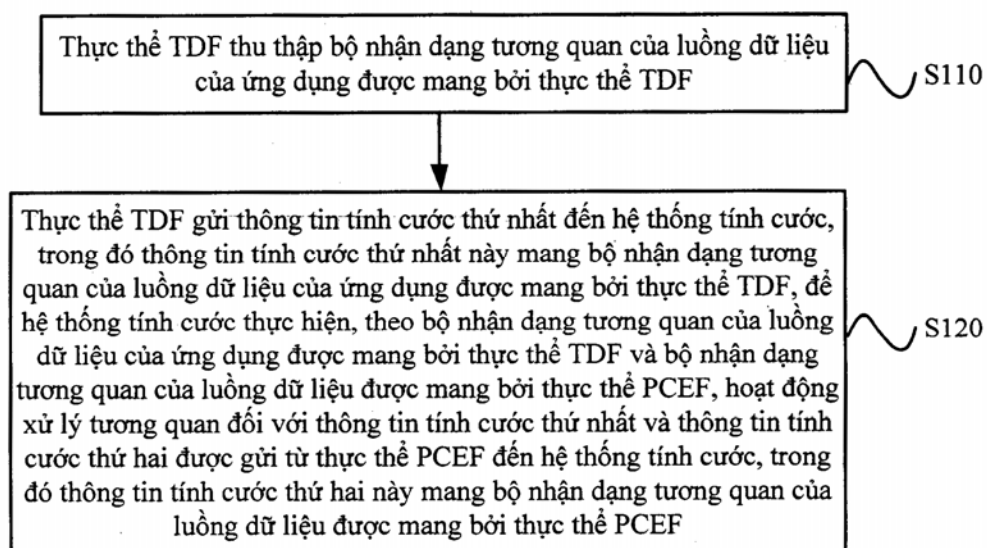 Thực thể TDF thu thập bộ nhận dạng tương quan của luồng dữ liệu
của ứng dụng được mang bởi thực thể TDF
S110
Thực thể TDF gửi thông tin tính cước thứ nhất đến hệ thống tính cước,
trong đó thông tin tính cước thứ nhất này mang bộ nhận dạng tương
quan của luồng dữ liệu của ứng dụng được mang bởi thực thể TDF, để
hệ thống tính cước thực hiện, theo bộ nhận dạng tương quan của luồng
dữ liệu của ứng dụng được mang bởi thực thể TDF và bộ nhận dạng
tương quan của luồng dữ liệu được mang bởi thực thể PCEF, hoạt động
xử lý tương quan đối với thông tin tính cước thứ nhất và thông tin tính
cước thứ hai được gửi từ thực thể PCEF đến hệ thống tính cước, trong
đó thông tin tính cước thứ hai này mang bộ nhận dạng tương quan của
luồng dữ liệu được mang bởi thực thể PCEF
S120